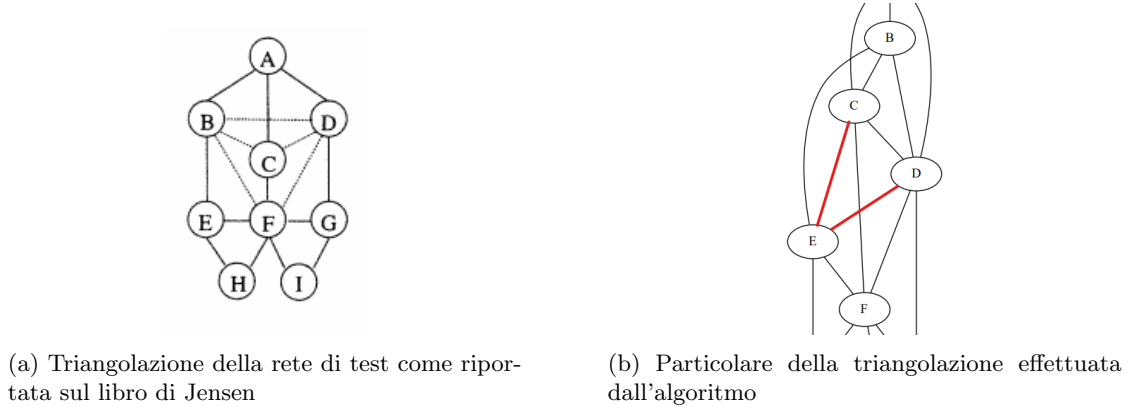 A
B
D
C
E
F
G
H
I
(a) Triangolazione della rete di test come ripor-
tata sul libro di Jensen
B
C
D
E
F
(b) Particolare della triangolazione effettuata
dall'algoritmo